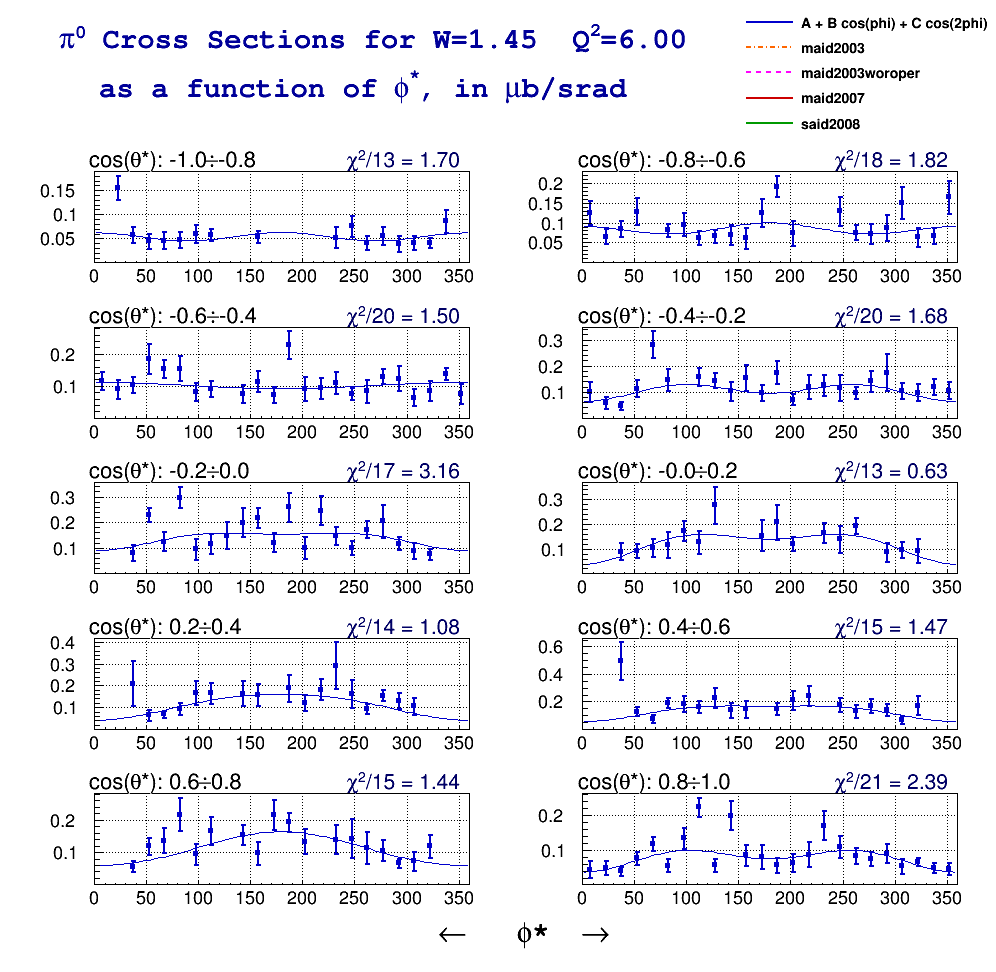 π⁰ Cross Sections for W=1.45 Q²=6.00
as a function of ϕ*, in μb/srad
A + B cos(phi) + C cos(2phi)
maid2003
maid2003woroper
maid2007
said2008
cos(θ*): -1.0÷-0.8 χ²/13 = 1.70
0.15
0.1
0.05
0 50 100 150 200 250 300 350
cos(θ*): -0.8÷-0.6 χ²/18 = 1.82
0.2
0.15
0.1
0.05
0 50 100 150 200 250 300 350
cos(θ*): -0.6÷-0.4 χ²/20 = 1.50
0.2
0.1
0 50 100 150 200 250 300 350
cos(θ*): -0.4÷-0.2 χ²/20 = 1.68
0.3
0.2
0.1
0 50 100 150 200 250 300 350
cos(θ*): -0.2÷0.0 χ²/17 = 3.16
0.3
0.2
0.1
0 50 100 150 200 250 300 350
cos(θ*): -0.0÷0.2 χ²/13 = 0.63
0.3
0.2
0.1
0 50 100 150 200 250 300 350
cos(θ*): 0.2÷0.4 χ²/14 = 1.08
0.4
0.3
0.2
0.1
0 50 100 150 200 250 300 350
cos(θ*): 0.4÷0.6 χ²/15 = 1.47
0.6
0.4
0.2
0 50 100 150 200 250 300 350
cos(θ*): 0.6÷0.8 χ²/15 = 1.44
0.2
0.1
0 50 100 150 200 250 300 350
cos(θ*): 0.8÷1.0 χ²/21 = 2.39
0.2
0.1
0 50 100 150 200 250 300 350
← ϕ* →